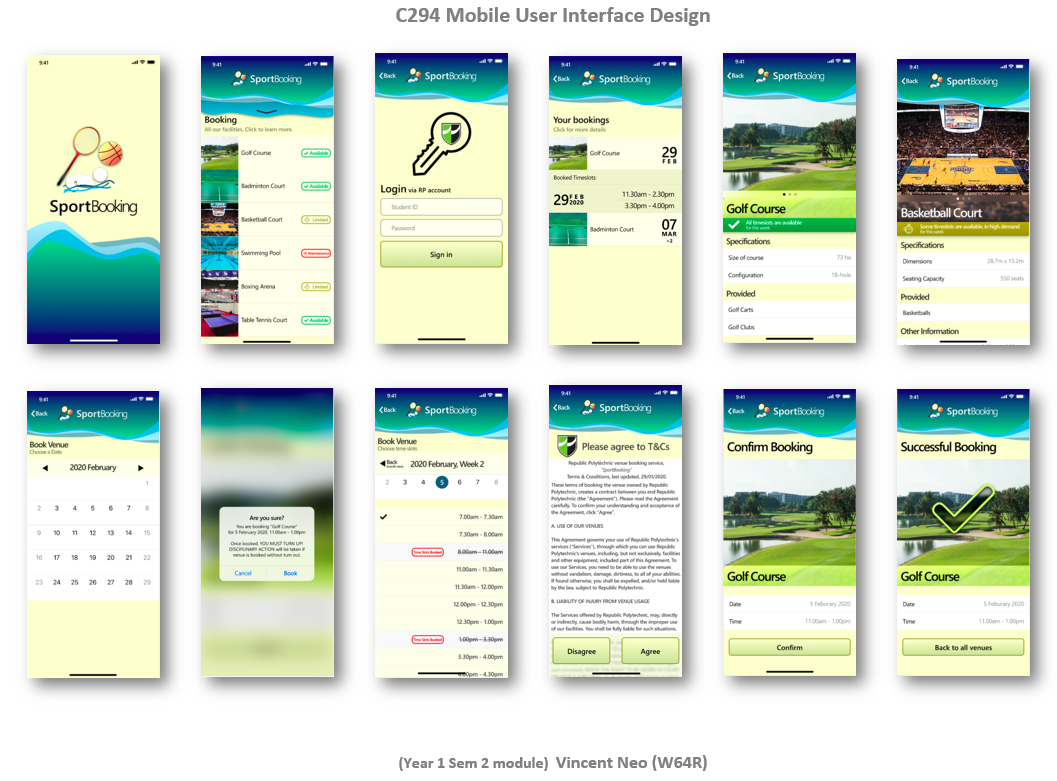 C294 Mobile User Interface Design
9:41
SportBooking
9:41
SportBooking
Booking
All our facilities. Click to learn more.
Golf Course
Available
Badminton Court
Available
Basketball Court
Limited
Swimming Pool
Maintenance
Boxing Arena
Limited
Table Tennis Court
Available
9:41
Back
SportBooking
Login via RP account
Student ID
Password
Sign in
9:41
Back
SportBooking
Your bookings
Click for more details
Golf Course
29
FEB
Booked Timeslots:
29 FEB 2020
11.30am - 2.30pm
3.30pm - 4.00pm
Badminton Court
07
MAR
+2
9:41
Back
SportBooking
Golf Course
All timeslots are available
for this week
Specifications
Size of course 73 ha
Configuration 18-hole
Provided
Golf Carts
Golf Clubs
9:41
Back
SportBooking
Basketball Court
Some timeslots are available, in high demand
for this week
Specifications
Dimensions 28.7m x 15.2m
Seating Capacity 550 seats
Provided
Basketballs
Other Information
9:41
Back
SportBooking
Book Venue
Choose a Date
2020 February
1
2 3 4 5 6 7 8
9 10 11 12 13 14 15
16 17 18 19 20 21 22
23 24 25 26 27 28 29
Are you sure?
You are booking "Golf Course"
for 5 February 2020, 11.00am - 1.00pm
Once booked, YOU MUST TURN UP!
DISCIPLINARY ACTION will be taken if
venue is booked without turn out.
Cancel Book
9:41
Back
SportBooking
Book Venue
Choose time slots
Back
2020 February, Week 2
2 3 4 5 6 7 8
7.00am - 7.30am
7.30am - 8.00am
Time Slots Booked 8.00am - 11.00am
11.00am - 11.30am
11.30am - 12.00pm
12.00pm - 12.30pm
12.30pm - 1.00pm
Time Slots Booked 1.00pm - 3.30pm
3.30pm - 4.00pm
4.00pm - 4.30pm
9:41
Back
SportBooking
Please agree to T&Cs
Republic Polytechnic venue booking service,
"SportBooking"
Terms & Conditions, last updated, 29/01/2020.
These terms of booking the venue owned by Republic
Polytechnic, creates a contract between you and Republic
Polytechnic (the "Agreement"). Please read the Agreement
carefully. To confirm your understanding and acceptance of
the Agreement, click "Agree".
A. USE OF OUR VENUES
This Agreement governs your use of Republic Polytechnic's
services ("Services"), through which you can use Republic
Polytechnic's venues, including, but not exclusively, facilities
and other equipment, included part of this Agreement. To
use our Services, you need to be able to use the venues
without vandalism, damage, dirtiness, to all of your abilities.
If found otherwise, you shall be expelled, and/or held liable
by the law, subject to Republic Polytechnic.
B. LIABILITY OF INJURY FROM VENUE USAGE
The Services offered by Republic Polytechnic, may, directly
or indirectly, cause bodily harm, through the improper use
of our facilities. You shall be fully liable for such situations.
Disagree Agree
9:41
Back
SportBooking
Confirm Booking
Golf Course
Date 5 Feburary 2020
Time 11.00am - 1.00pm
Confirm
9:41
Back
SportBooking
Successful Booking
Golf Course
Date 5 Feburary 2020
Time 11.00am - 1.00pm
Back to all venues
(Year 1 Sem 2 module) Vincent Neo (W64R)